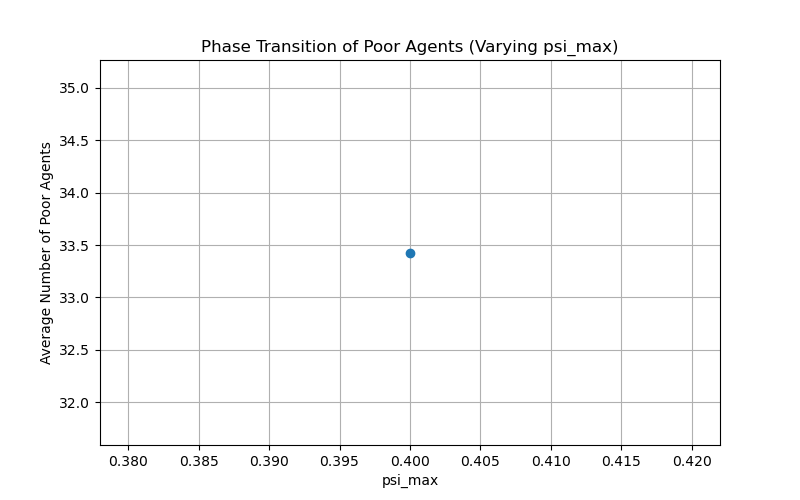 Phase Transition of Poor Agents (Varying psi_max)
Average Number of Poor Agents
35.0
34.5
34.0
33.5
33.0
32.5
32.0
0.380 0.385 0.390 0.395 0.400 0.405 0.410 0.415 0.420
psi_max